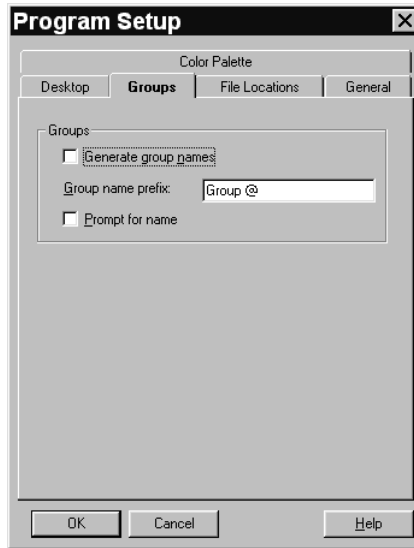 Program Setup
Color Palette
Desktop Groups File Locations General
Groups
Generate group names
Group name prefix: Group @
Prompt for name
OK Cancel Help